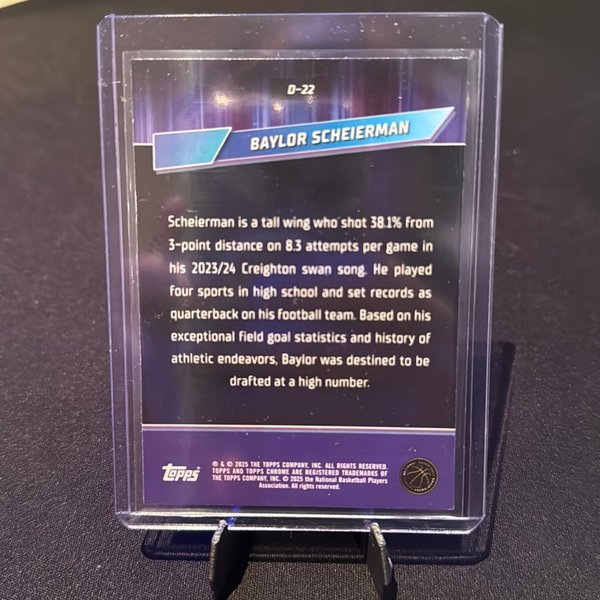 D-22
BAYLOR SCHEIERMAN
Scheierman is a tall wing who shot 38.1% from
3-point distance on 8.3 attempts per game in
his 2023/24 Creighton swan song. He played
four sports in high school and set records as
quarterback on his football team. Based on his
exceptional field goal statistics and history of
athletic endeavors, Baylor was destined to be
drafted at a high number.
topps
® & © 2025 THE TOPPS COMPANY, INC. ALL RIGHTS RESERVED.
TOPPS AND TOPPS CHROME ARE REGISTERED TRADEMARKS OF
THE TOPPS COMPANY, INC. © 2025 the National Basketball Players
Association. All rights reserved.